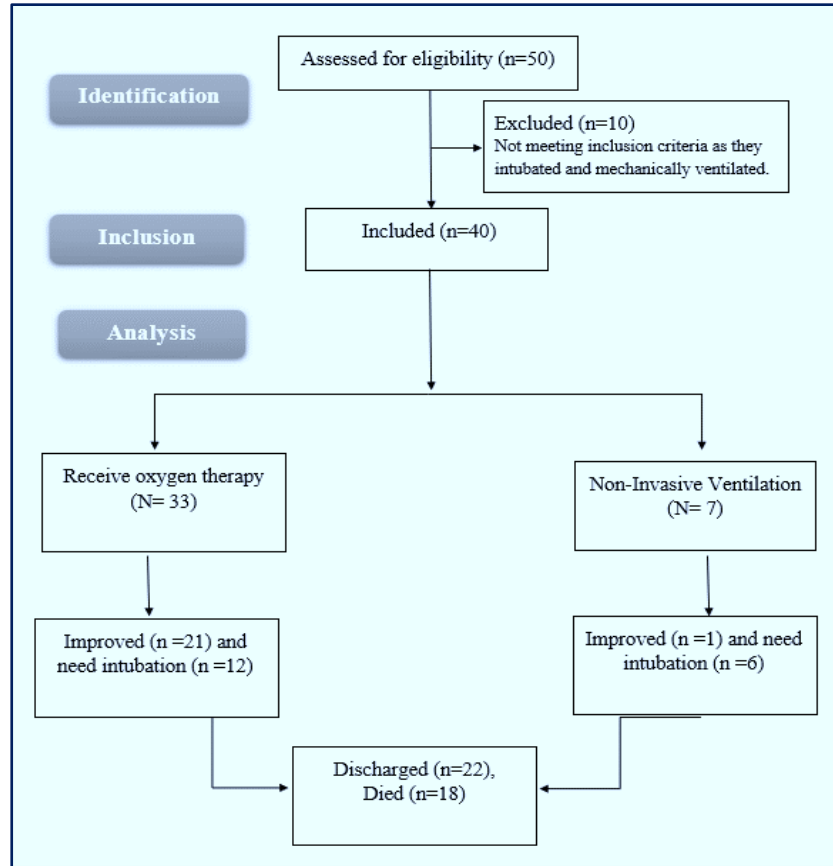 Assessed for eligibility (n=50)
Identification
Excluded (n=10)
Not meeting inclusion criteria as they
intubated and mechanically ventilated.
Inclusion
Included (n=40)
Analysis
Receive oxygen therapy
(N= 33)
Non-Invasive Ventilation
(N= 7)
Improved (n =21) and
need intubation (n =12)
Improved (n =1) and need
intubation (n =6)
Discharged (n=22),
Died (n=18)